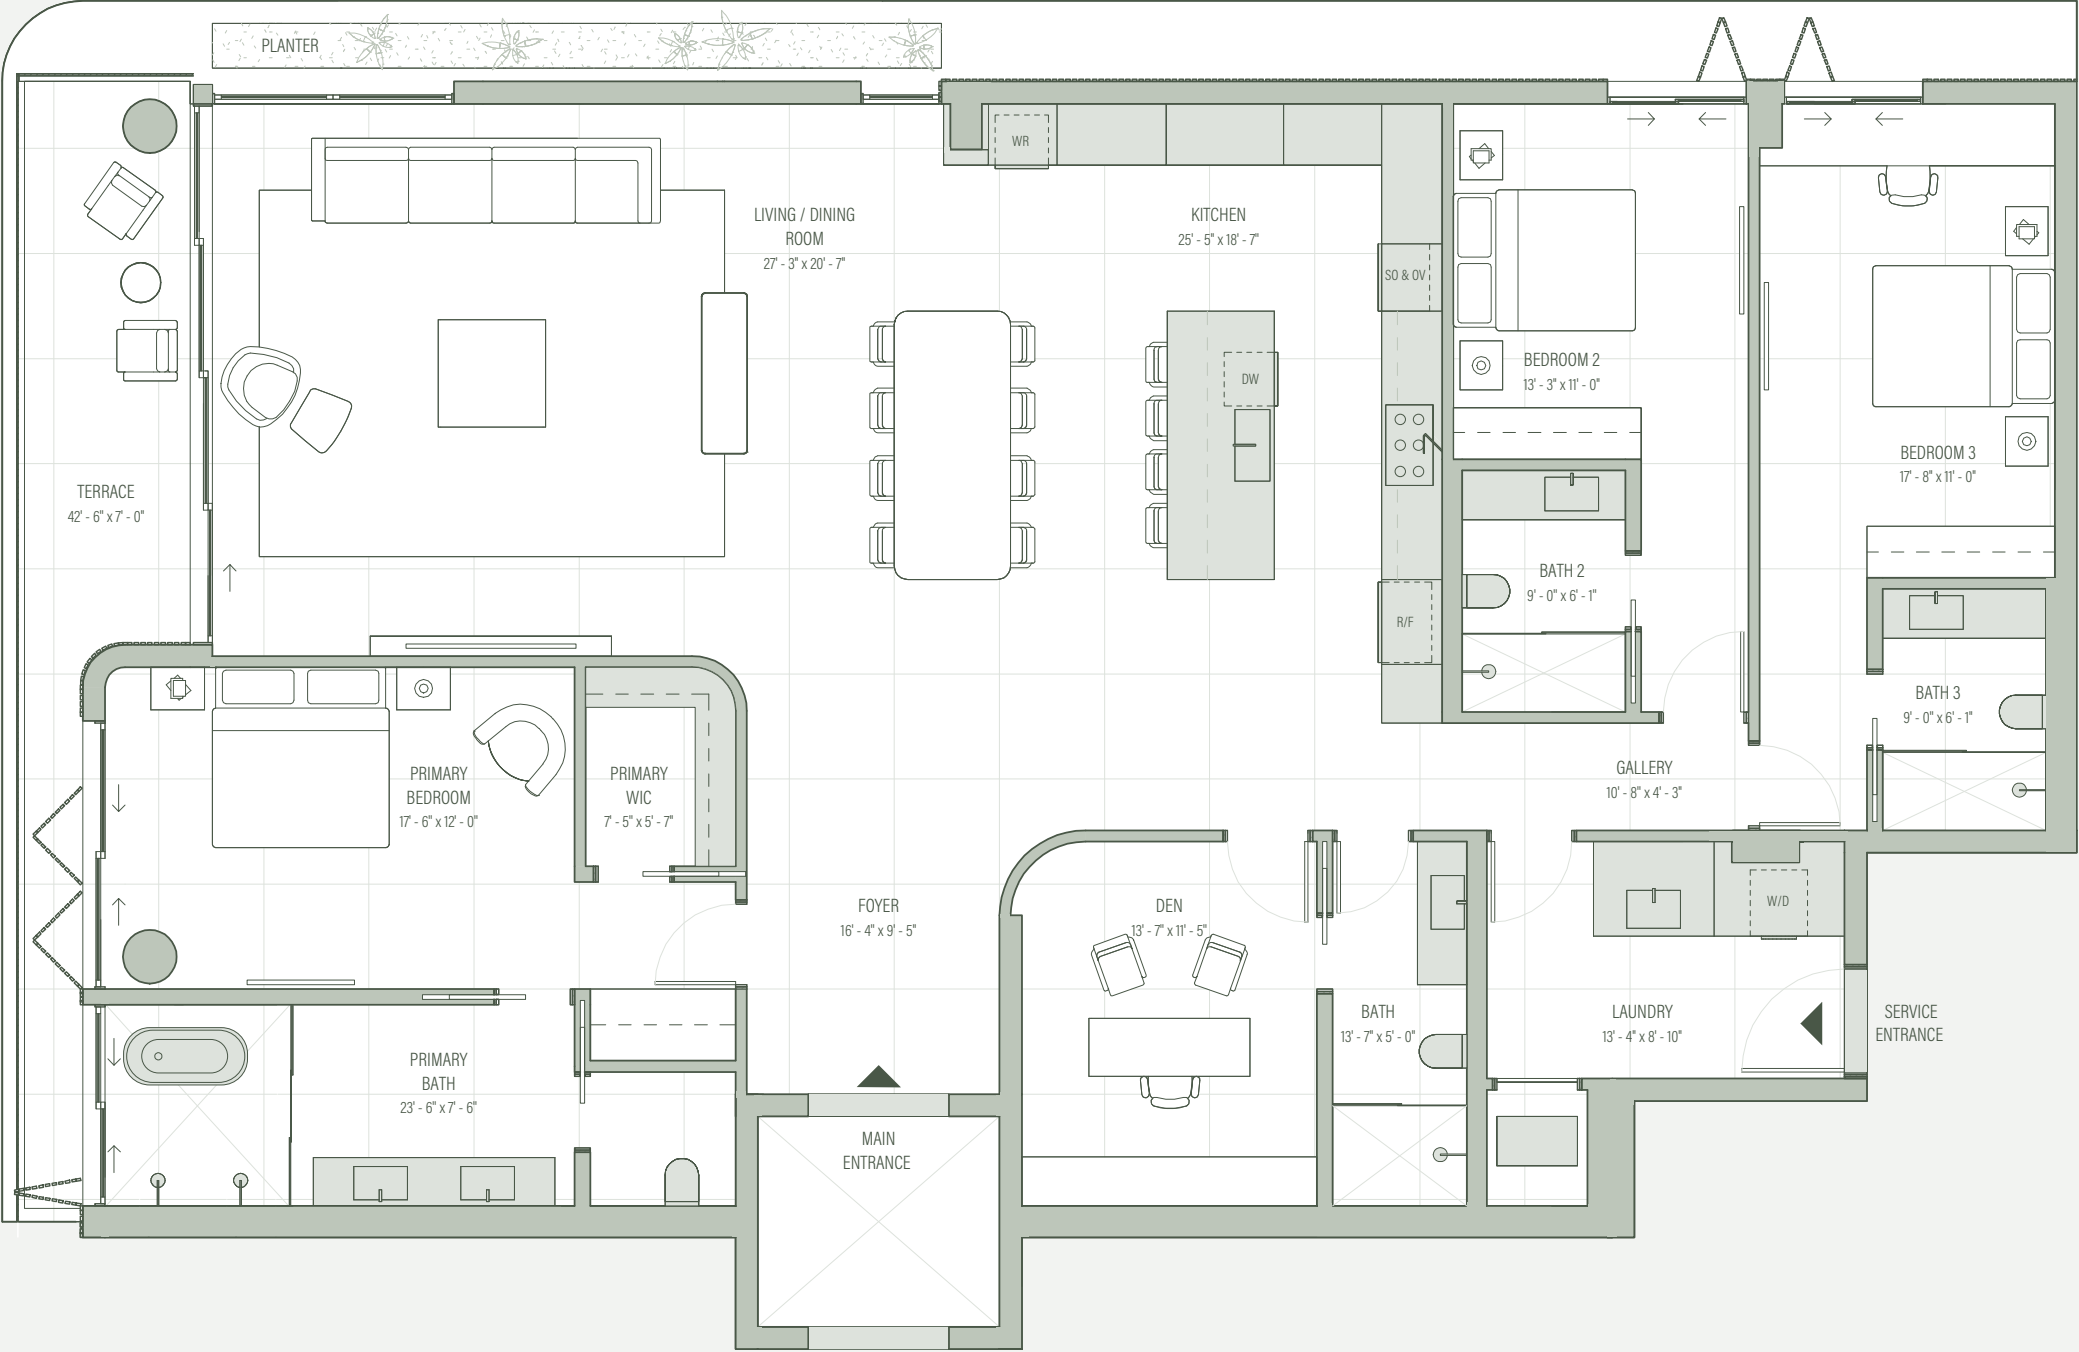 PLANTER
WR
LIVING / DINING
ROOM
27' - 3" x 20' - 7"
KITCHEN
25' - 5" x 18' - 7"
SO & OV
DW
BEDROOM 2
13' - 3" x 11' - 0"
BEDROOM 3
17' - 8" x 11' - 0"
TERRACE
42' - 6" x 7' - 0"
BATH 2
9' - 0" x 6' - 1"
R/F
BATH 3
9' - 0" x 6' - 1"
PRIMARY
BEDROOM
17' - 6" x 12' - 0"
PRIMARY
WIC
7' - 5" x 5' - 7"
GALLERY
10' - 8" x 4' - 3"
FOYER
16' - 4" x 9' - 5"
DEN
13' - 7" x 11' - 5"
W/D
BATH
13' - 7" x 5' - 0"
LAUNDRY
13' - 4" x 8' - 10"
SERVICE
ENTRANCE
PRIMARY
BATH
23' - 6" x 7' - 6"
MAIN
ENTRANCE